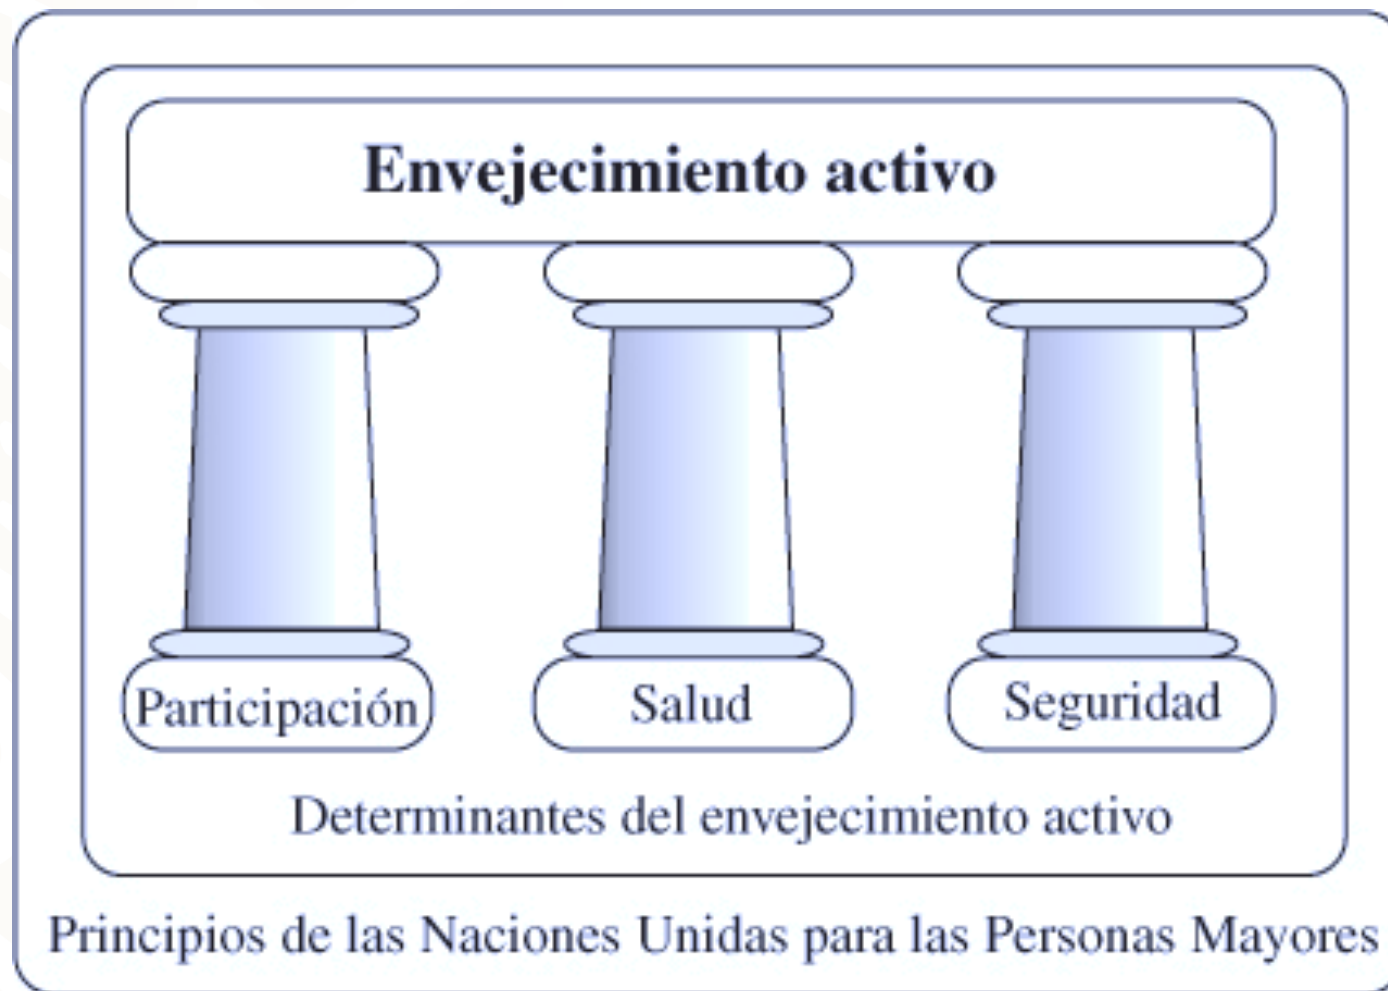 Envejecimiento activo
Participación
Salud
Seguridad
Determinantes del envejecimiento activo
Principios de las Naciones Unidas para las Personas Mayores